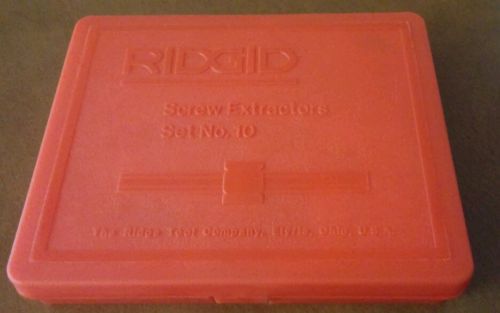 RIDGID
Screw Extractors
Set No. 10
The Ridge Tool Company, Elyria, Ohio, U.S.A.